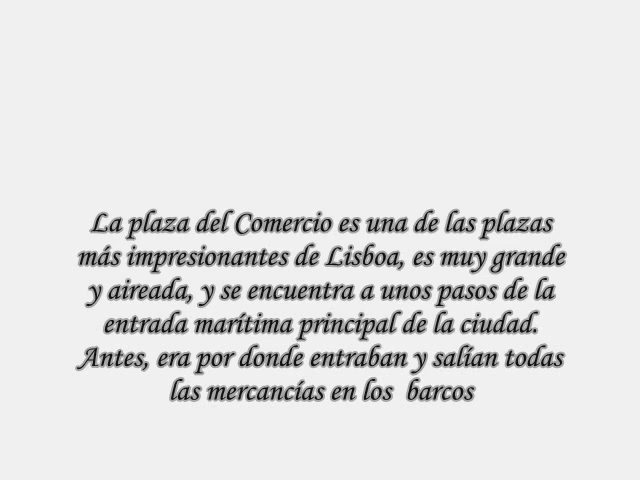 La plaza del Comercio es una de las plazas
más impresionantes de Lisboa, es muy grande
y aireada, y se encuentra a unos pasos de la
entrada marítima principal de la ciudad.
Antes, era por donde entraban y salían todas
las mercancías en los  barcos